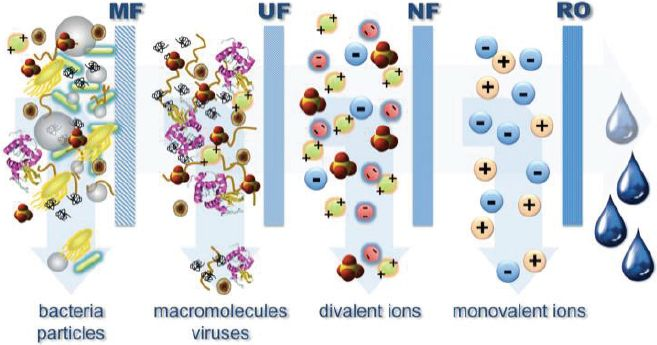 MF
UF
NF
RO
bacteria
particles
macromolecules
viruses
divalent ions
monovalent ions